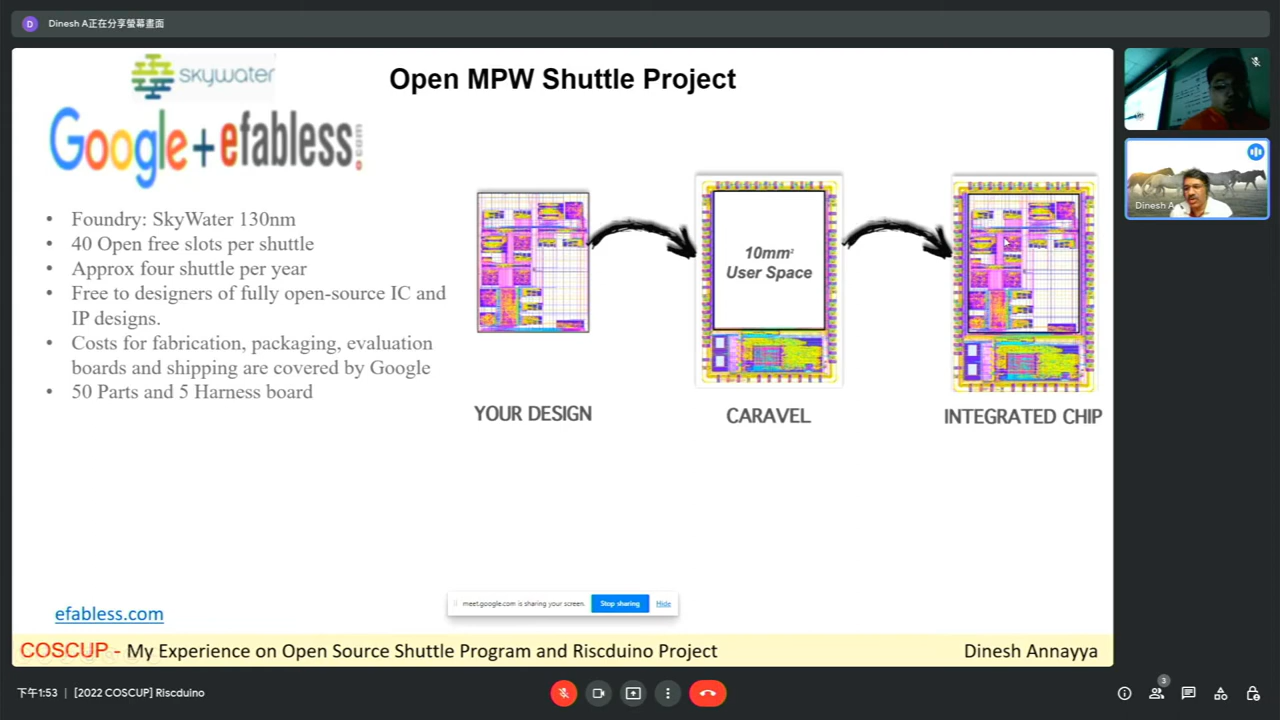 D Dinesh A正在分享螢幕畫面
skywater
Open MPW Shuttle Project
Google+efabless.com
• Foundry: SkyWater 130nm
• 40 Open free slots per shuttle
• Approx four shuttle per year
• Free to designers of fully open-source IC and
IP designs.
• Costs for fabrication, packaging, evaluation
boards and shipping are covered by Google
• 50 Parts and 5 Harness board
10mm²
User Space
YOUR DESIGN
CARAVEL
INTEGRATED CHIP
Dinesh A
efabless.com
meet.google.com is sharing your screen.
Stop sharing
Hide
COSCUP - My Experience on Open Source Shuttle Program and Riscduino Project
Dinesh Annayya
下午1:53 | [2022 COSCUP] Riscduino
3